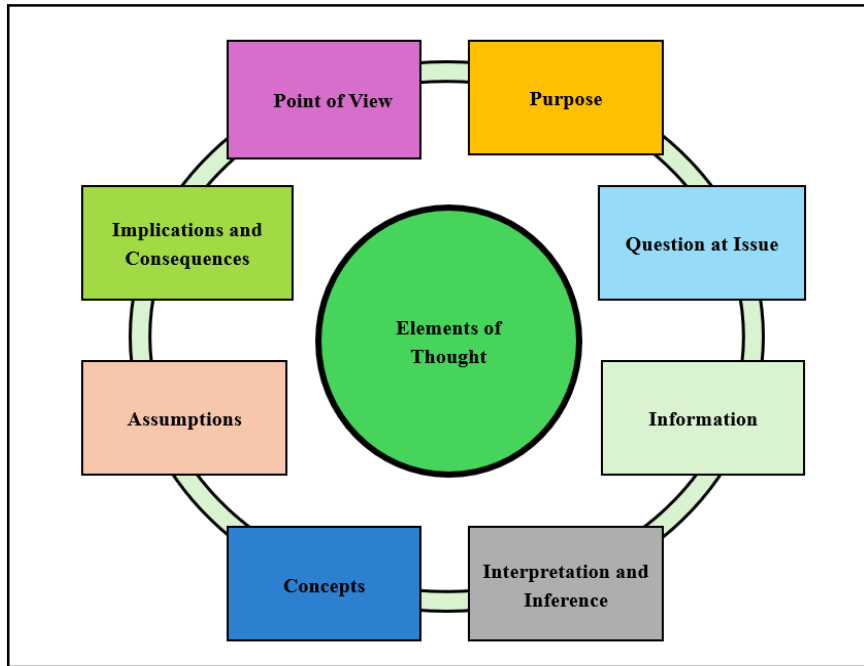 Point of View
Purpose
Implications and
Consequences
Question at Issue
Elements of
Thought
Assumptions
Information
Concepts
Interpretation and
Inference